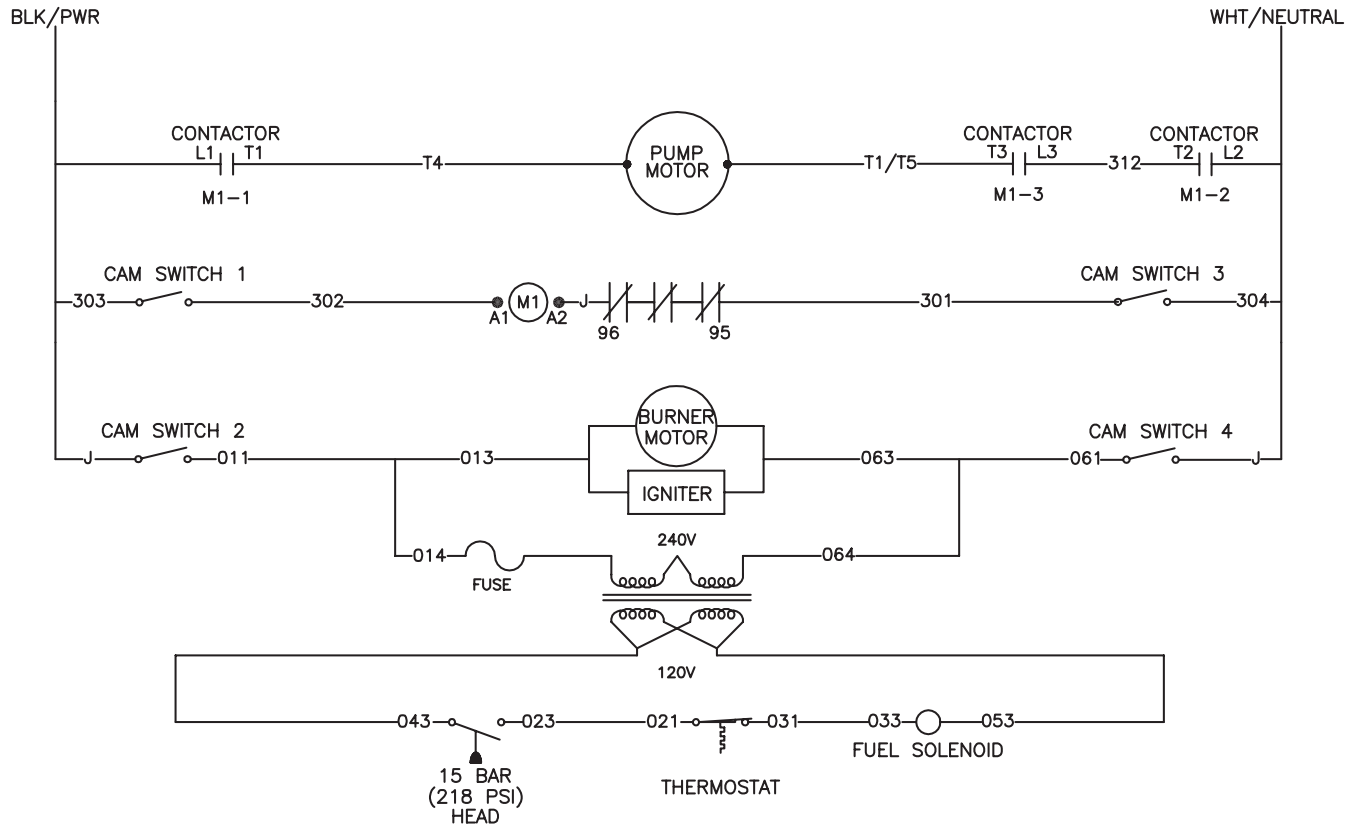 BLK/PWR
WHT/NEUTRAL
CONTACTOR
L1 T1
M1-1
T4
PUMP
MOTOR
T1/T5
CONTACTOR
T3 L3
M1-3
312
CONTACTOR
T2 L2
M1-2
CAM SWITCH 1
303
302
A1
M1
A2
J
96
95
301
CAM SWITCH 3
304
CAM SWITCH 2
J
011
013
BURNER
MOTOR
IGNITER
063
CAM SWITCH 4
061
J
014
FUSE
240V
064
120V
043
023
021
031
033
053
15 BAR
(218 PSI)
HEAD
THERMOSTAT
FUEL SOLENOID